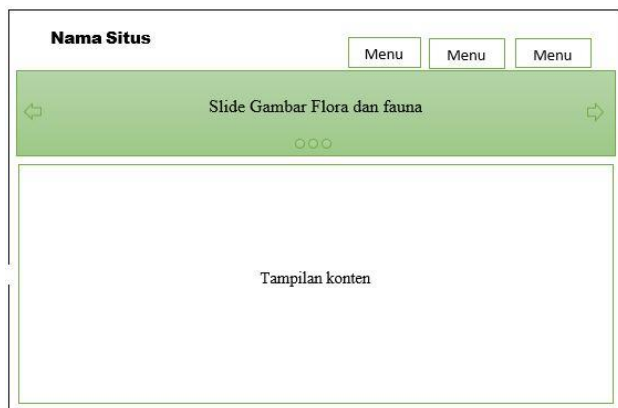 Nama Situs
Menu Menu Menu
Slide Gambar Flora dan fauna
Tampilan konten